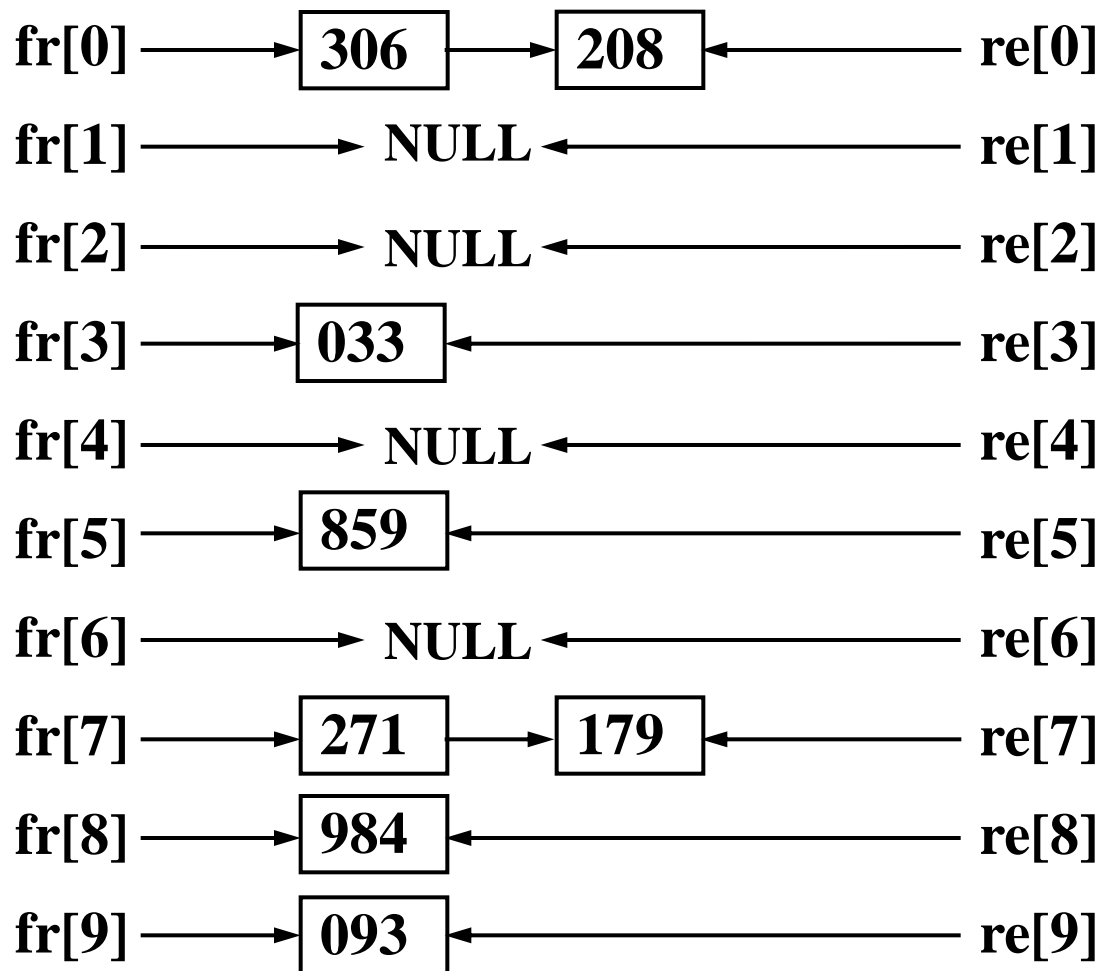 fr[0] 306 208 re[0]
fr[1] NULL re[1]
fr[2] NULL re[2]
fr[3] 033 re[3]
fr[4] NULL re[4]
fr[5] 859 re[5]
fr[6] NULL re[6]
fr[7] 271 179 re[7]
fr[8] 984 re[8]
fr[9] 093 re[9]